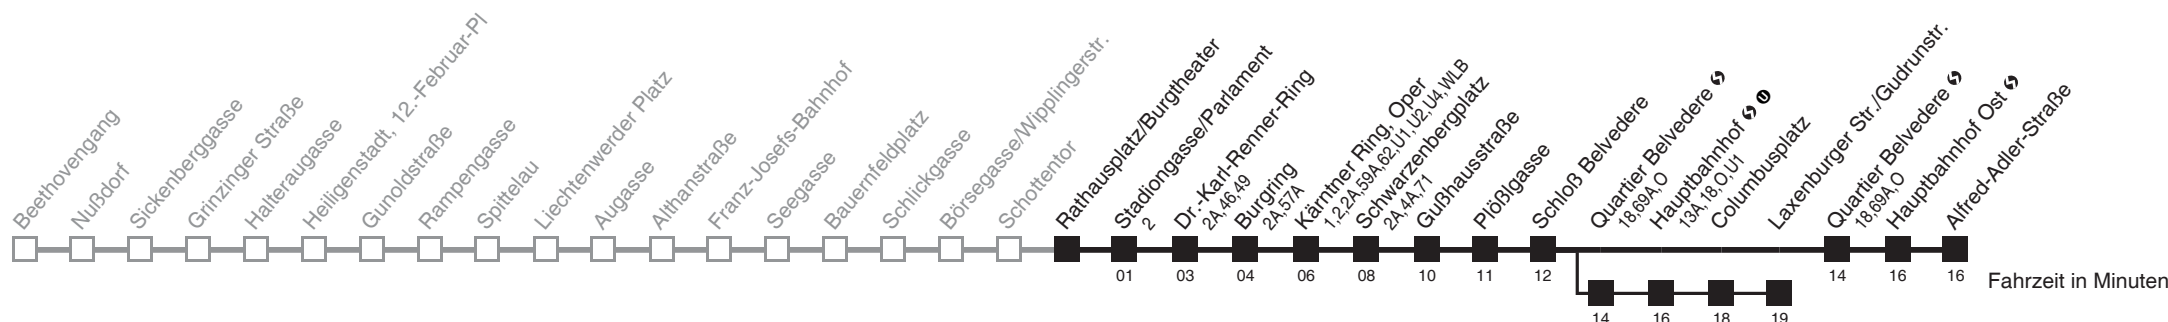 Beethovengang
Nußdorf
Sickenberggasse
Grinzinger Straße
Halteraugasse
Heiligenstadt, 12.-Februar-Pl
Gunoldstraße
Rampengasse
Spittelau
Liechtenwerder Platz
Augasse
Althanstraße
Franz-Josefs-Bahnhof
Seegasse
Bauernfeldplatz
Schlickgasse
Börsegasse/Wipplingerstr.
Schottentor
Rathausplatz/Burgtheater
Stadiongasse/Parlament
2
Dr.-Karl-Renner-Ring
2A,46,49
Burgring
2A,57A
Kärntner Ring, Oper
1,2,2A,59A,62,U1,U2,U4,WLB
Schwarzenbergplatz
2A,4A,71
Gußhausstraße
Plößlgasse
Schloß Belvedere
Quartier Belvedere
18,69A,O
Hauptbahnhof U
13A,18,O,U1
Columbusplatz
Laxenburger Str./Gudrunstr.
Quartier Belvedere
18,69A,O
Hauptbahnhof Ost
Alfred-Adler-Straße
01 03 04 06 08 10 11 12 14 16 16
Fahrzeit in Minuten
14 16 18 19